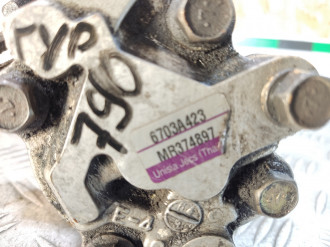 ГУР
790
6703A423
MR374897
Unisia Jecs (Thai
F-4